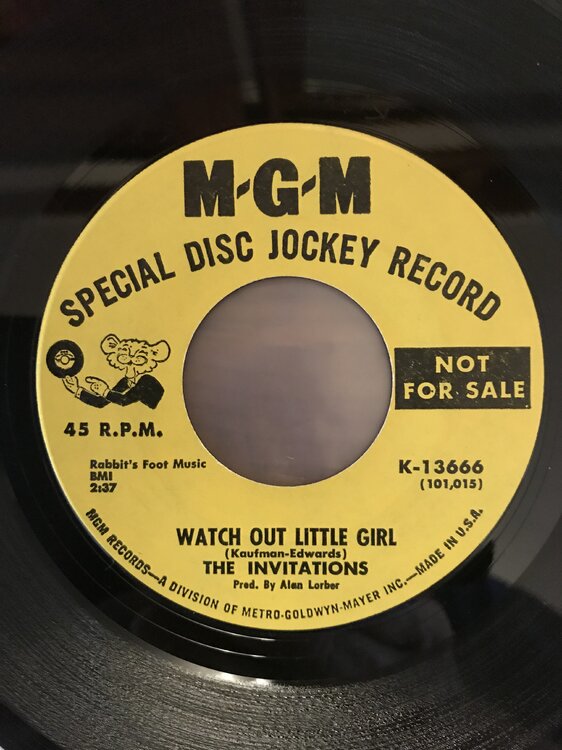 M-G-M
SPECIAL DISC JOCKEY RECORD
NOT
FOR SALE
45 R.P.M.
Rabbit's Foot Music
BMI
2:37
K-13666
(101,015)
WATCH OUT LITTLE GIRL
(Kaufman-Edwards)
THE INVITATIONS
Prod. By Alan Lorber
MGM RECORDS—A DIVISION OF METRO-GOLDWYN-MAYER INC.—MADE IN U.S.A.